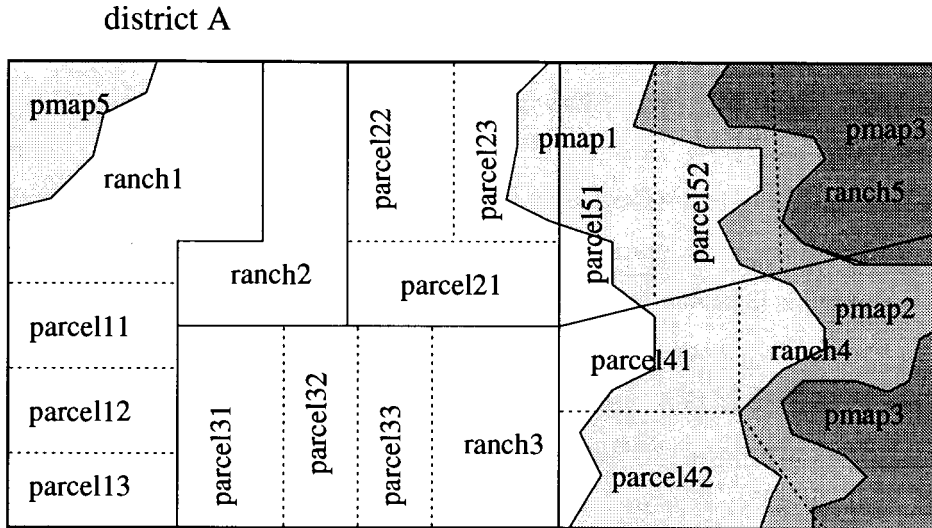 district A
pmap5
ranch1
parcel22
parcel23
pmap1
parcel51
parcel52
pmap3
ranch5
ranch2
parcel21
parcel11
parcel12
parcel13
parcel31
parcel32
parcel33
ranch3
parcel41
ranch4
pmap2
pmap3
parcel42